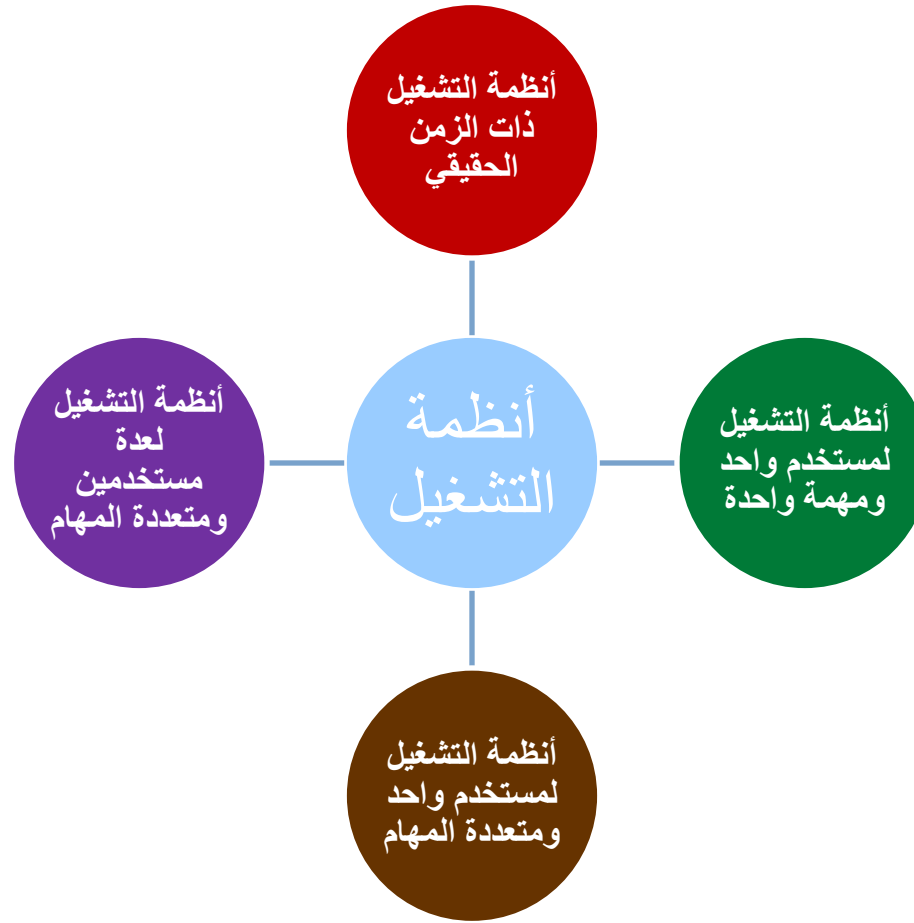 أنظمة التشغيل
ذات الزمن
الحقيقي
أنظمة
التشغيل
أنظمة التشغيل
لمستخدم واحد
ومهمة واحدة
أنظمة التشغيل
لمستخدم واحد
ومتعددة المهام
أنظمة التشغيل
لعدة
مستخدمين
ومتعددة المهام